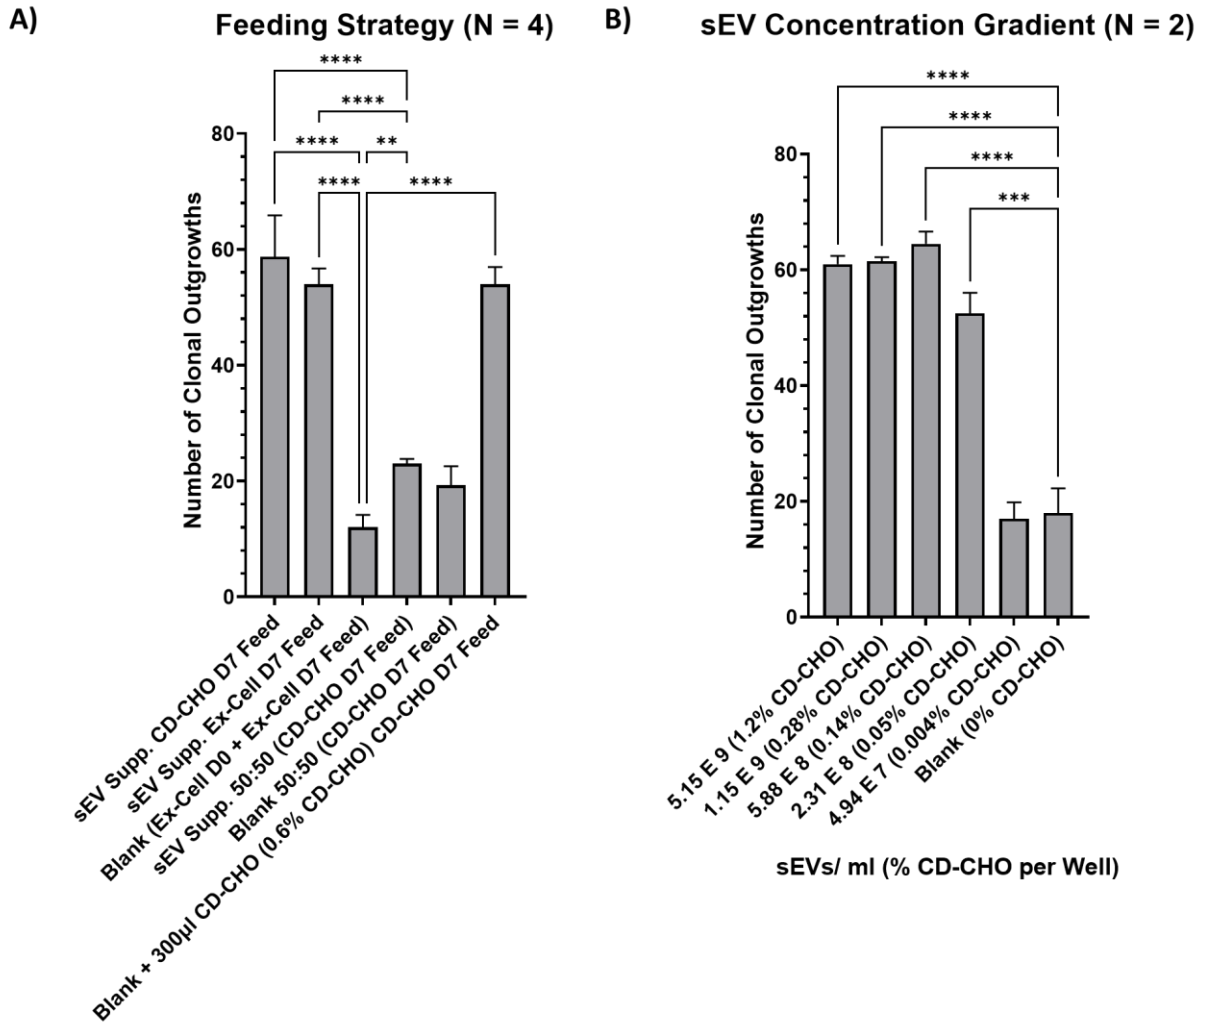 A)
Feeding Strategy (N = 4)
****
****
**** **
**** ****
80
60
40
20
0
Number of Clonal Outgrowths
sEV Supp. CD-CHO D7 Feed
sEV Supp. Ex-Cell D7 Feed
Blank (Ex-Cell D0 + Ex-Cell D7 Feed)
sEV Supp. 50:50 (CD-CHO D7 Feed)
Blank 50:50 (CD-CHO D7 Feed)
Blank + 300µl CD-CHO (0.6% CD-CHO) CD-CHO D7 Feed
B)
sEV Concentration Gradient (N = 2)
****
****
****
***
80
60
40
20
0
Number of Clonal Outgrowths
5.15 E 9 (1.2% CD-CHO)
1.15 E 9 (0.28% CD-CHO)
5.88 E 8 (0.14% CD-CHO)
2.31 E 8 (0.05% CD-CHO)
4.94 E 7 (0.004% CD-CHO)
Blank (0% CD-CHO)
sEVs/ ml (% CD-CHO per Well)